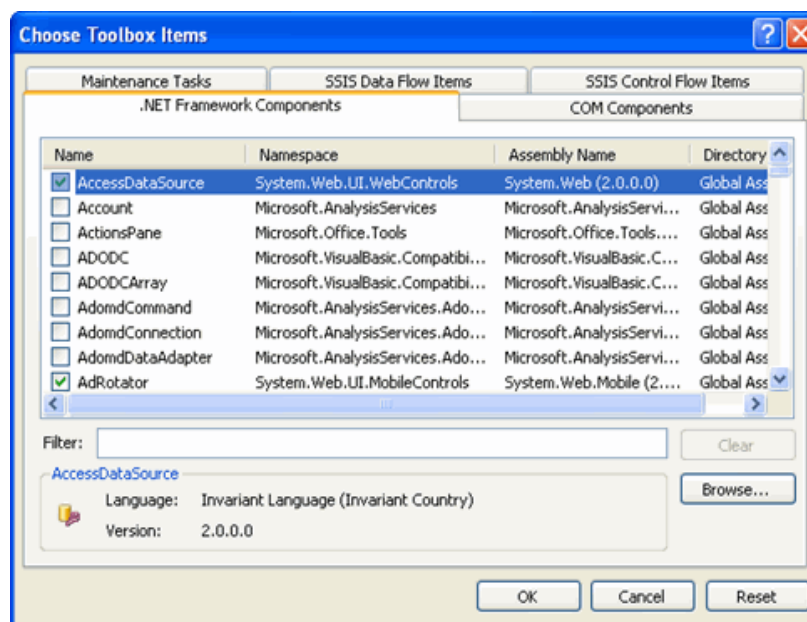 Choose Toolbox Items
Maintenance Tasks SSIS Data Flow Items SSIS Control Flow Items
.NET Framework Components COM Components
Name Namespace Assembly Name Directory
AccessDataSource System.Web.UI.WebControls System.Web (2.0.0.0) Global Ass
Account Microsoft.AnalysisServices Microsoft.AnalysisServi... Global Ass
ActionsPane Microsoft.Office.Tools Microsoft.Office.Tools.... Global Ass
ADODC Microsoft.VisualBasic.Compatibi... Microsoft.VisualBasic.C... Global Ass
ADODCArray Microsoft.VisualBasic.Compatibi... Microsoft.VisualBasic.C... Global Ass
AdomdCommand Microsoft.AnalysisServices.Ado... Microsoft.AnalysisServi... Global Ass
AdomdConnection Microsoft.AnalysisServices.Ado... Microsoft.AnalysisServi... Global Ass
AdomdDataAdapter Microsoft.AnalysisServices.Ado... Microsoft.AnalysisServi... Global Ass
AdRotator System.Web.UI.MobileControls System.Web.Mobile (2.... Global Ass
Filter: Clear
AccessDataSource
Language: Invariant Language (Invariant Country)
Browse...
Version: 2.0.0.0
OK Cancel Reset